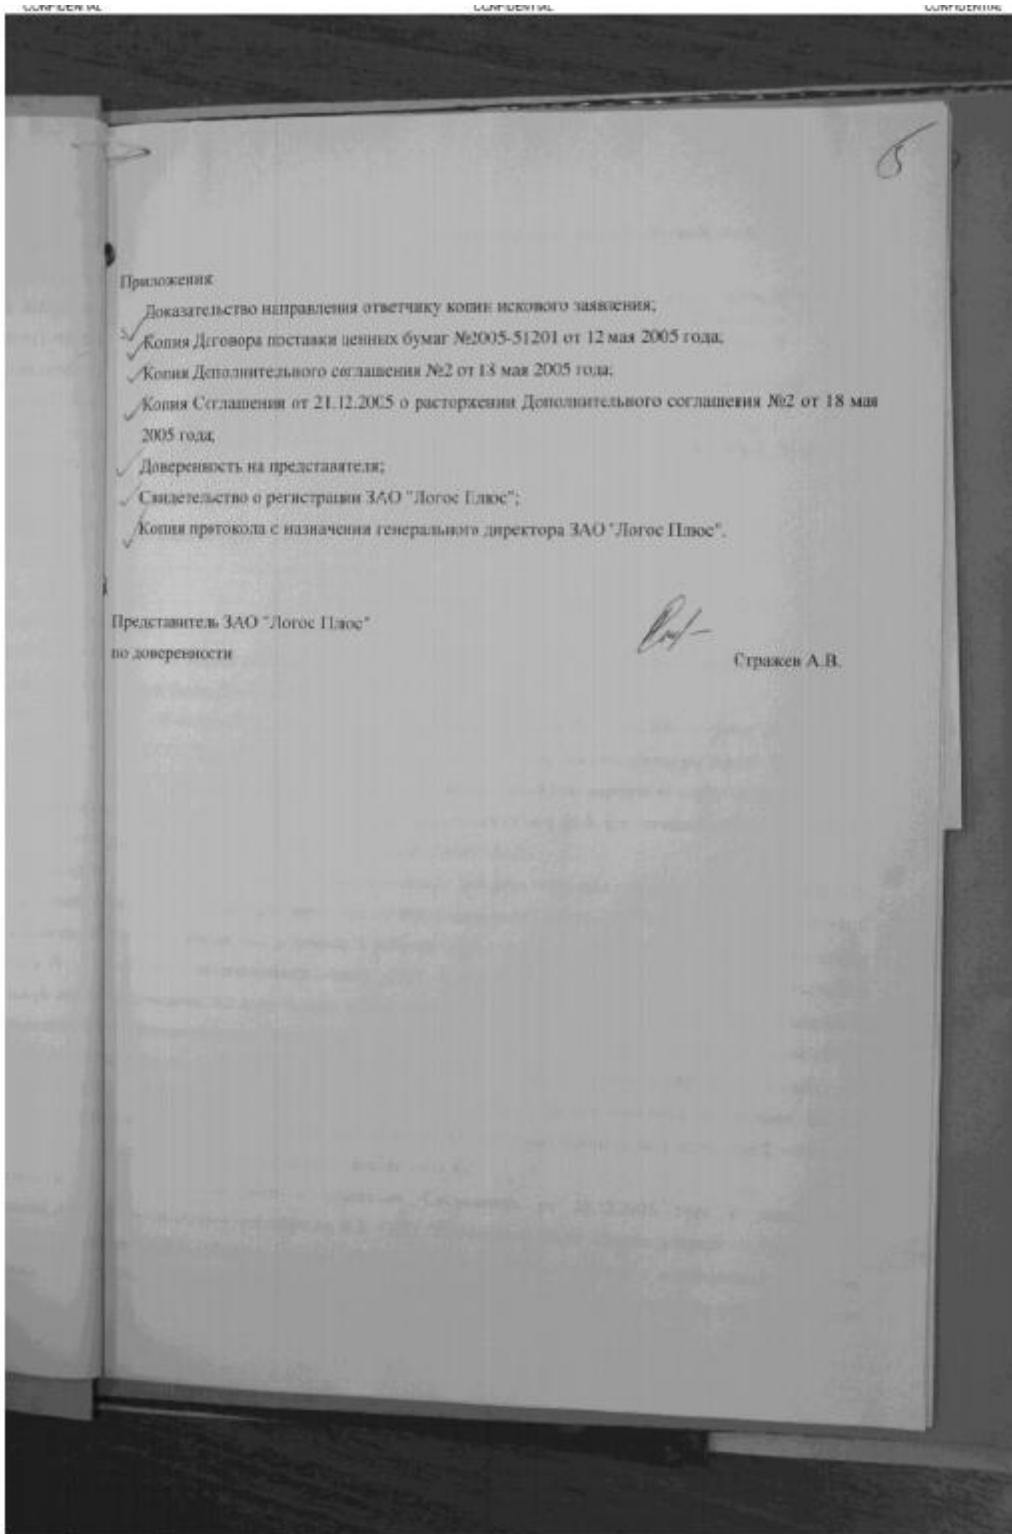 CONFIDENTIAL CONFIDENTIAL CONFIDENTIAL
5
Приложения
Доказательство направления ответчику копии искового заявления;
Копия Договора поставки ценных бумаг №2005-51201 от 12 мая 2005 года;
Копия Дополнительного соглашения №2 от 18 мая 2005 года;
Копия Соглашения от 21.12.2005 о расторжении Дополнительного соглашения №2 от 18 мая
2005 года;
Доверенность на представителя;
Свидетельство о регистрации ЗАО "Логос Плюс";
Копия протокола о назначении генерального директора ЗАО "Логос Плюс".
Представитель ЗАО "Логос Плюс"
по доверенности
Стражев А.В.